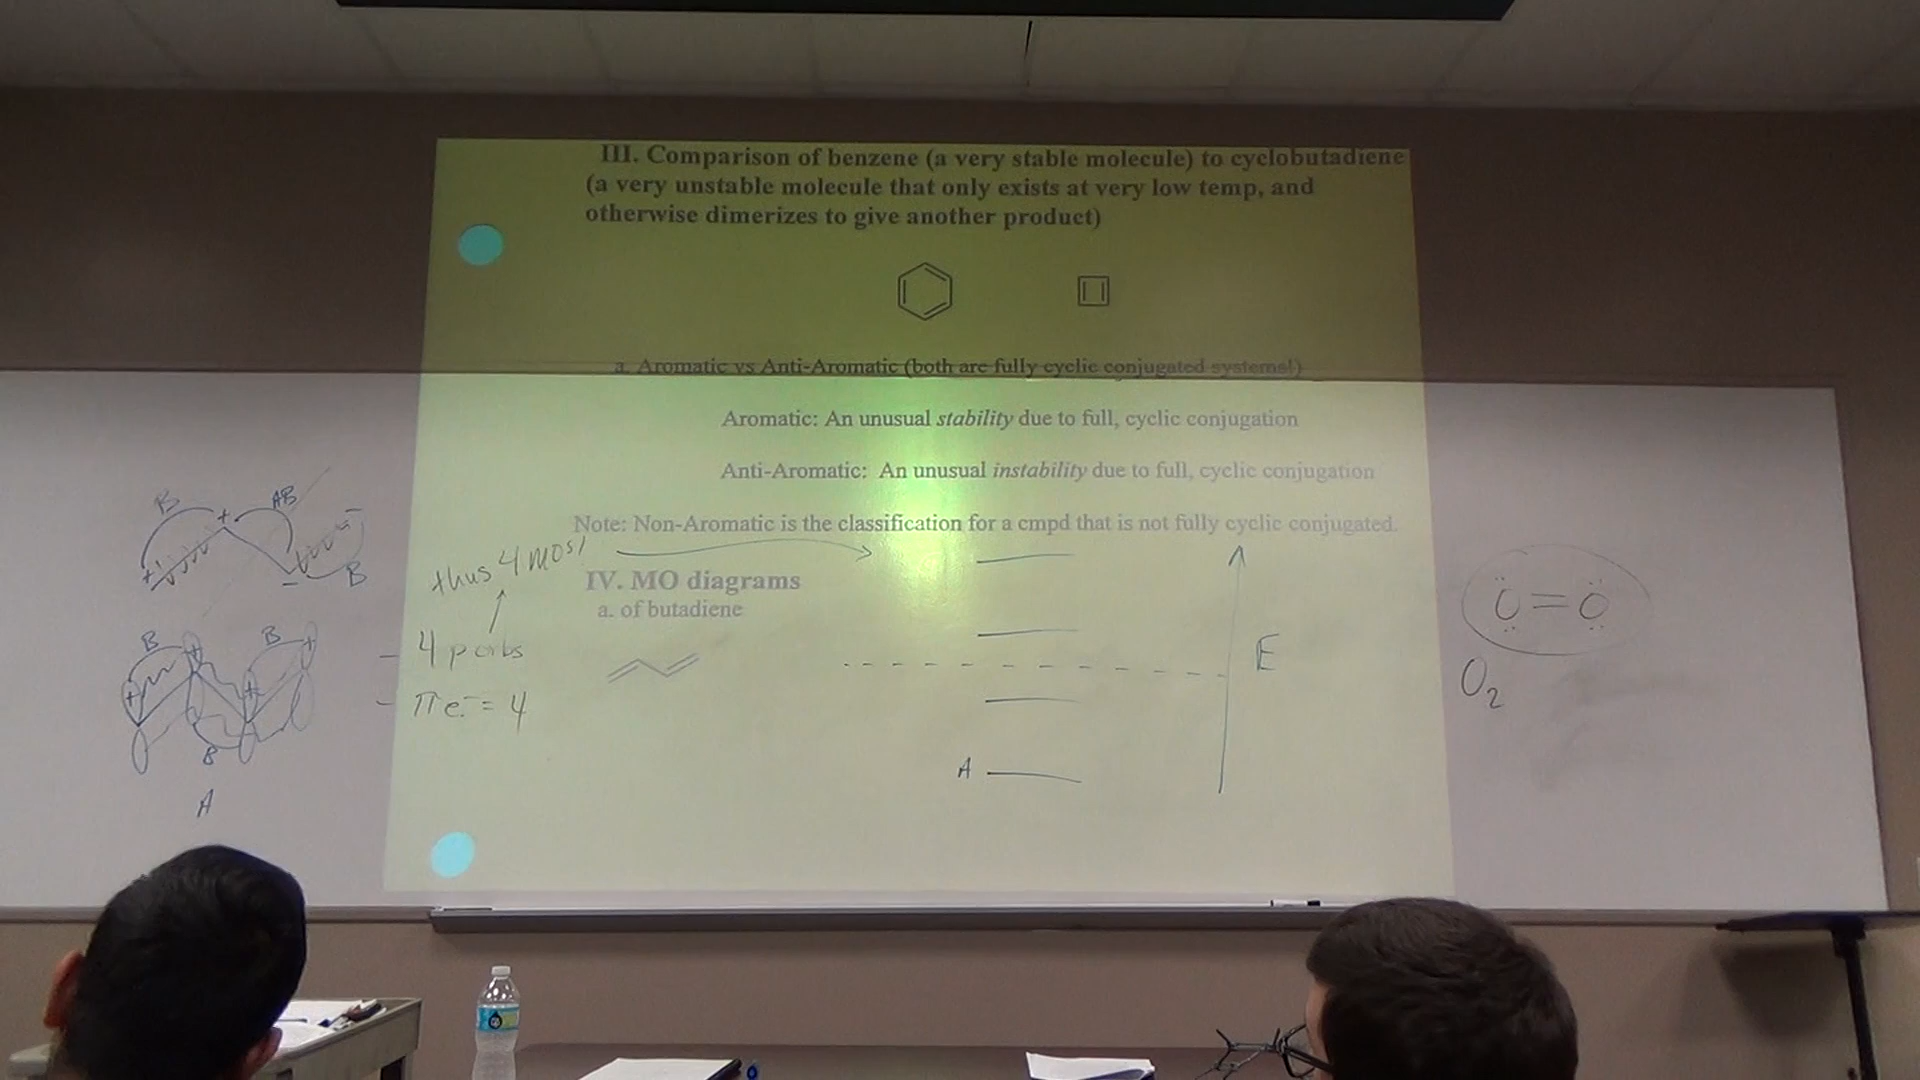 III. Comparison of benzene (a very stable molecule) to cyclobutadiene
(a very unstable molecule that only exists at very low temp, and
otherwise dimerizes to give another product)
a. Aromatic vs Anti-Aromatic (both are fully cyclic conjugated systems!)
Aromatic: An unusual stability due to full, cyclic conjugation
Anti-Aromatic: An unusual instability due to full, cyclic conjugation
Note: Non-Aromatic is the classification for a cmpd that is not fully cyclic conjugated.
thus 4 mos!
IV. MO diagrams
a. of butadiene
- 4 p orbs
- πe⁻ = 4
B
AB
+
+
-
-
B
B
B
+
+
+
+
B
A
A
E
O=O
O2